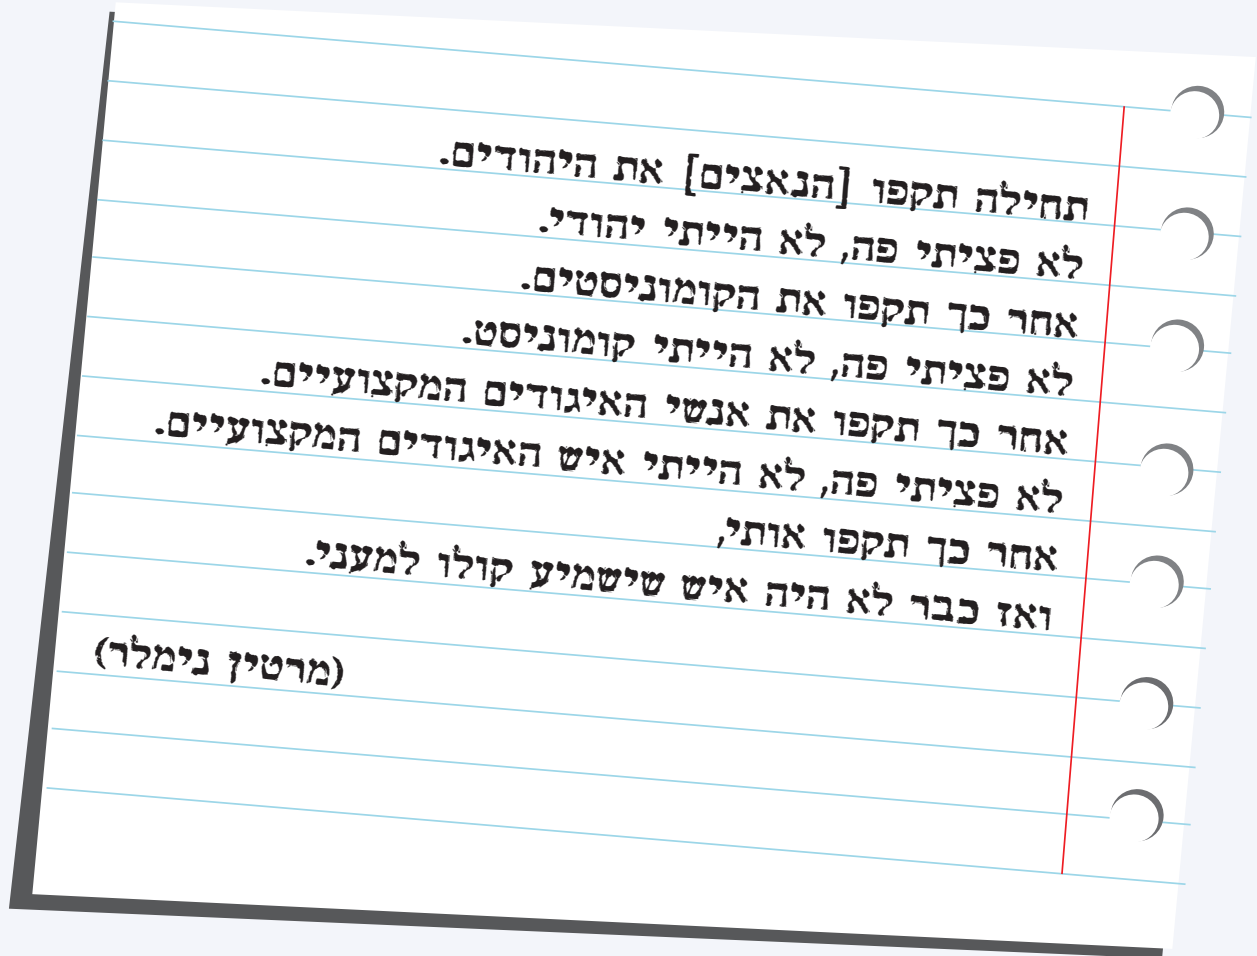 תחילה תקפו [הנאצים] את היהודים.
לא פציתי פה, לא הייתי יהודי.
אחר כך תקפו את הקומוניסטים.
לא פציתי פה, לא הייתי קומוניסט.
אחר כך תקפו את אנשי האיגודים המקצועיים.
לא פציתי פה, לא הייתי איש האיגודים המקצועיים.
אחר כך תקפו אותי,
ואז כבר לא היה איש שישמיע קולו למעני.
(מרטין נימלר)